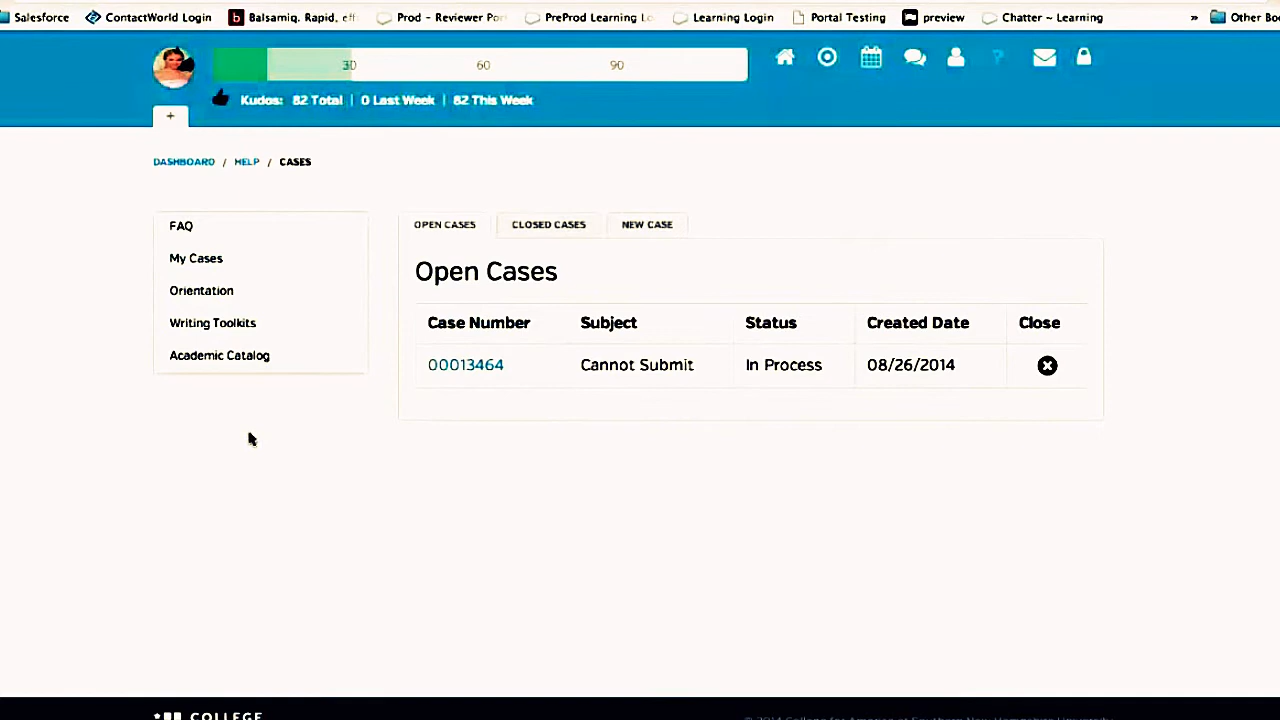 Salesforce ContactWorld Login Balsamiq. Rapid, eff Prod - Reviewer Por PreProd Learning Lo Learning Login Portal Testing preview Chatter ~ Learning » Other Bo
30 60 90
Kudos: 82 Total | 0 Last Week | 82 This Week
+
DASHBOARD / HELP / CASES
FAQ
My Cases
Orientation
Writing Toolkits
Academic Catalog
OPEN CASES CLOSED CASES NEW CASE
Open Cases
Case Number Subject Status Created Date Close
00013464 Cannot Submit In Process 08/26/2014
COLLEGE